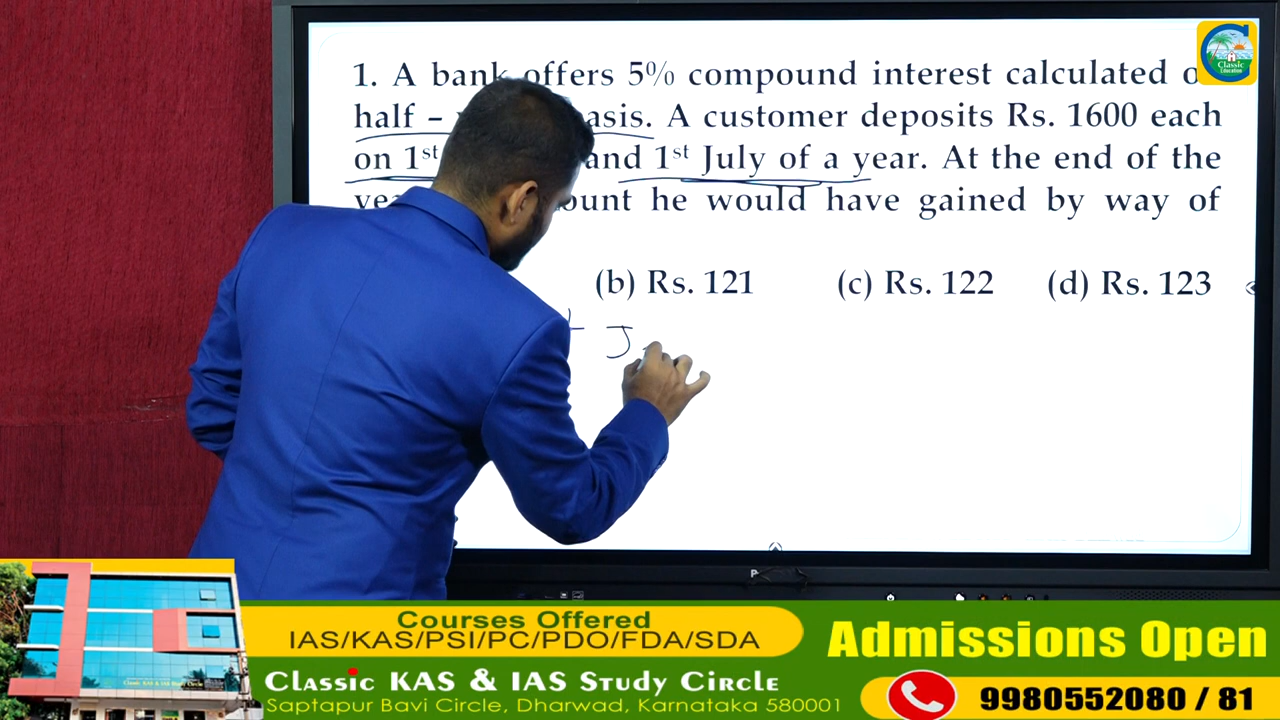 1. A bank offers 5% compound interest calculated
half – basis. A customer deposits Rs. 1600 each
on 1st and 1st July of a year. At the end of the
he would have gained by way of
(b) Rs. 121 (c) Rs. 122 (d) Rs. 123
J
Classic
Education
Courses Offered
IAS/KAS/PSI/PC/PDO/FDA/SDA
Classic KAS & IAS Study Circle
Saptapur Bavi Circle, Dharwad, Karnataka 580001
Admissions Open
9980552080 / 81